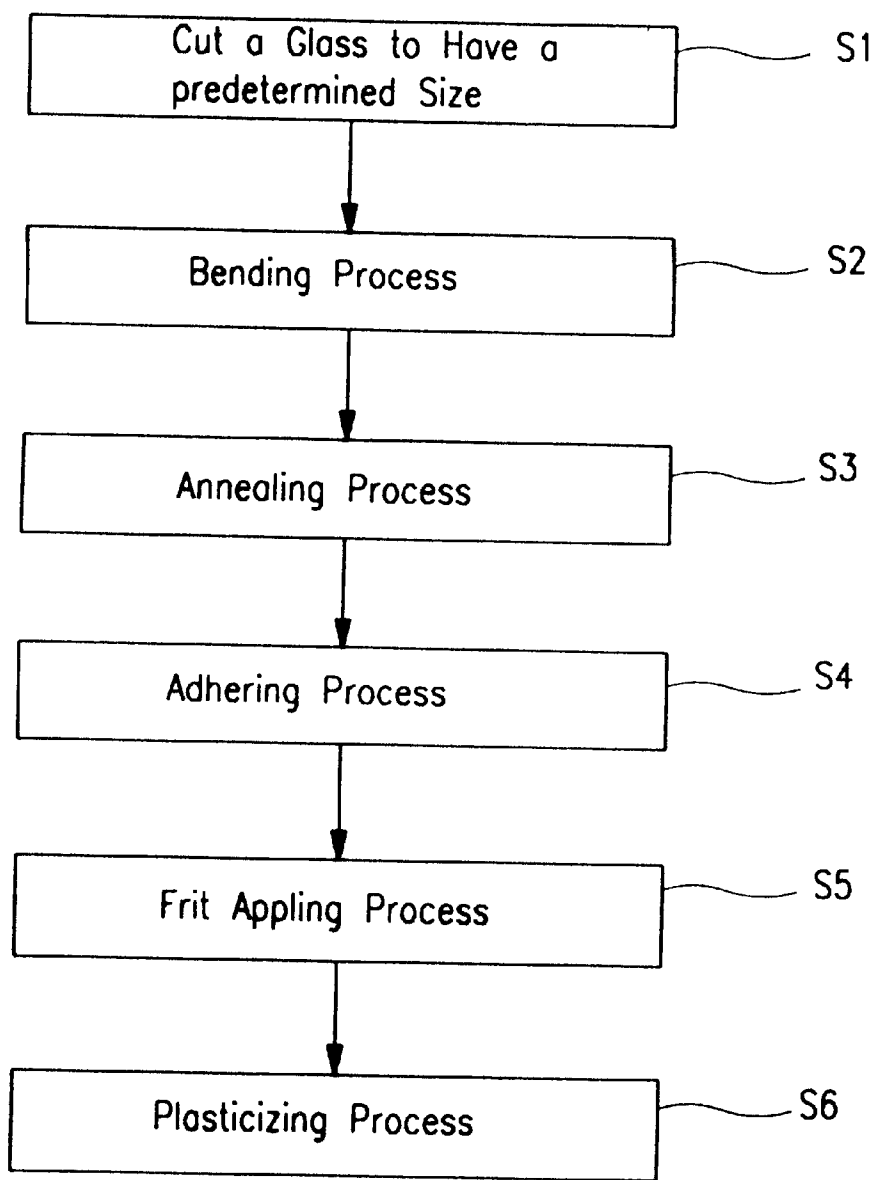 Cut a Glass to Have a
predetermined Size
S1
Bending Process
S2
Annealing Process
S3
Adhering Process
S4
Frit Appling Process
S5
Plasticizing Process
S6